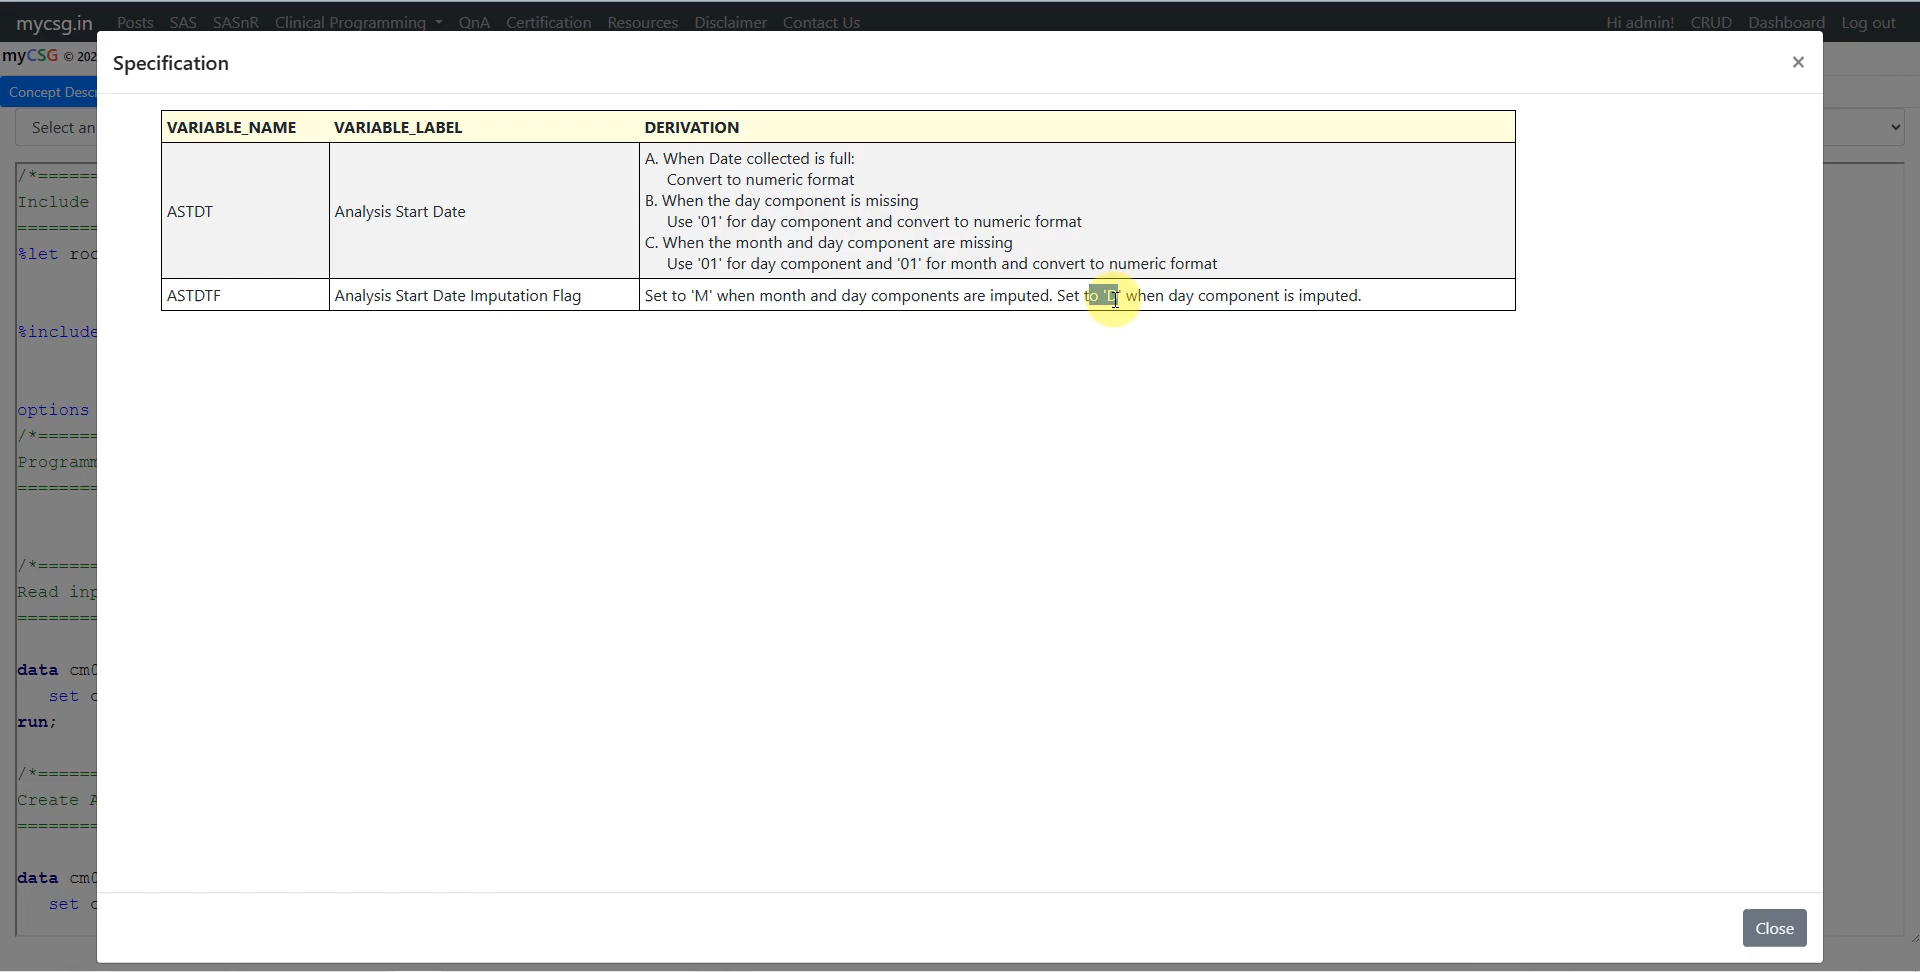 mycsg.in Posts SAS SASnR Clinical Programming QnA Certification Resources Disclaimer Contact Us Hi admin! CRUD Dashboard Log out
myCSG © 202
Specification ×
Concept Desc
Select an
VARIABLE_NAME VARIABLE_LABEL DERIVATION
A. When Date collected is full:
Convert to numeric format
B. When the day component is missing
ASTDT Analysis Start Date
Use '01' for day component and convert to numeric format
C. When the month and day component are missing
Use '01' for day component and '01' for month and convert to numeric format
ASTDTF Analysis Start Date Imputation Flag Set to 'M' when month and day components are imputed. Set to 'D' when day component is imputed.
/*======
Include
=======
%let roo
%include
options
/*======
Programm
=======
/*======
Read inp
=======
data cm0
set c
run;
/*======
Create A
=======
data cm0
set c
Close